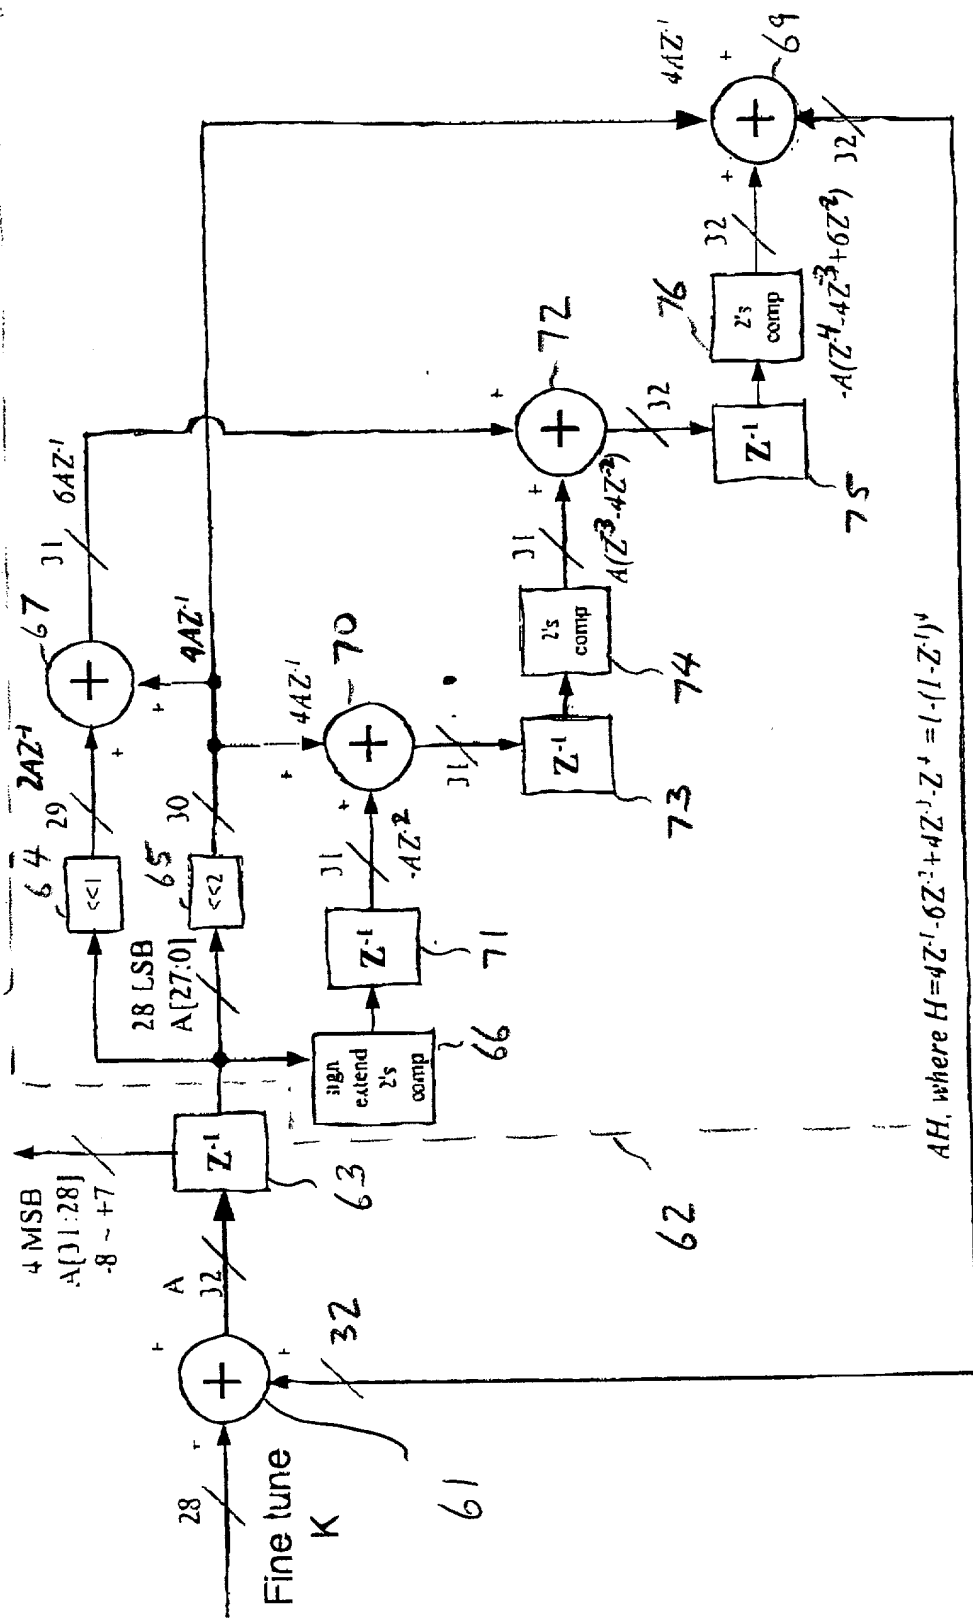 Fine tune
K
28
61
+
32
A
32
4 MSB
A[31:28]
-8 ~ +7
Z-1
63
28 LSB
A[27:0]
62
<<1
64
<<2
65
29
2AZ-1
30
4AZ-1
+
67
31
6AZ-1
sign
extend
2's
comp
66
Z-1
71
31
-AZ-2
4AZ-1
+
70
31
Z-1
73
2's
comp
74
31
A(Z-3-4Z-2)
+
72
32
Z-1
75
2's
comp
76
32
-A(Z-4-4Z-3+6Z-2)
4AZ-1
+
69
32
AH, where H=4Z-1-6Z-2+4Z-3-Z-4 =1-(1-Z-1)4